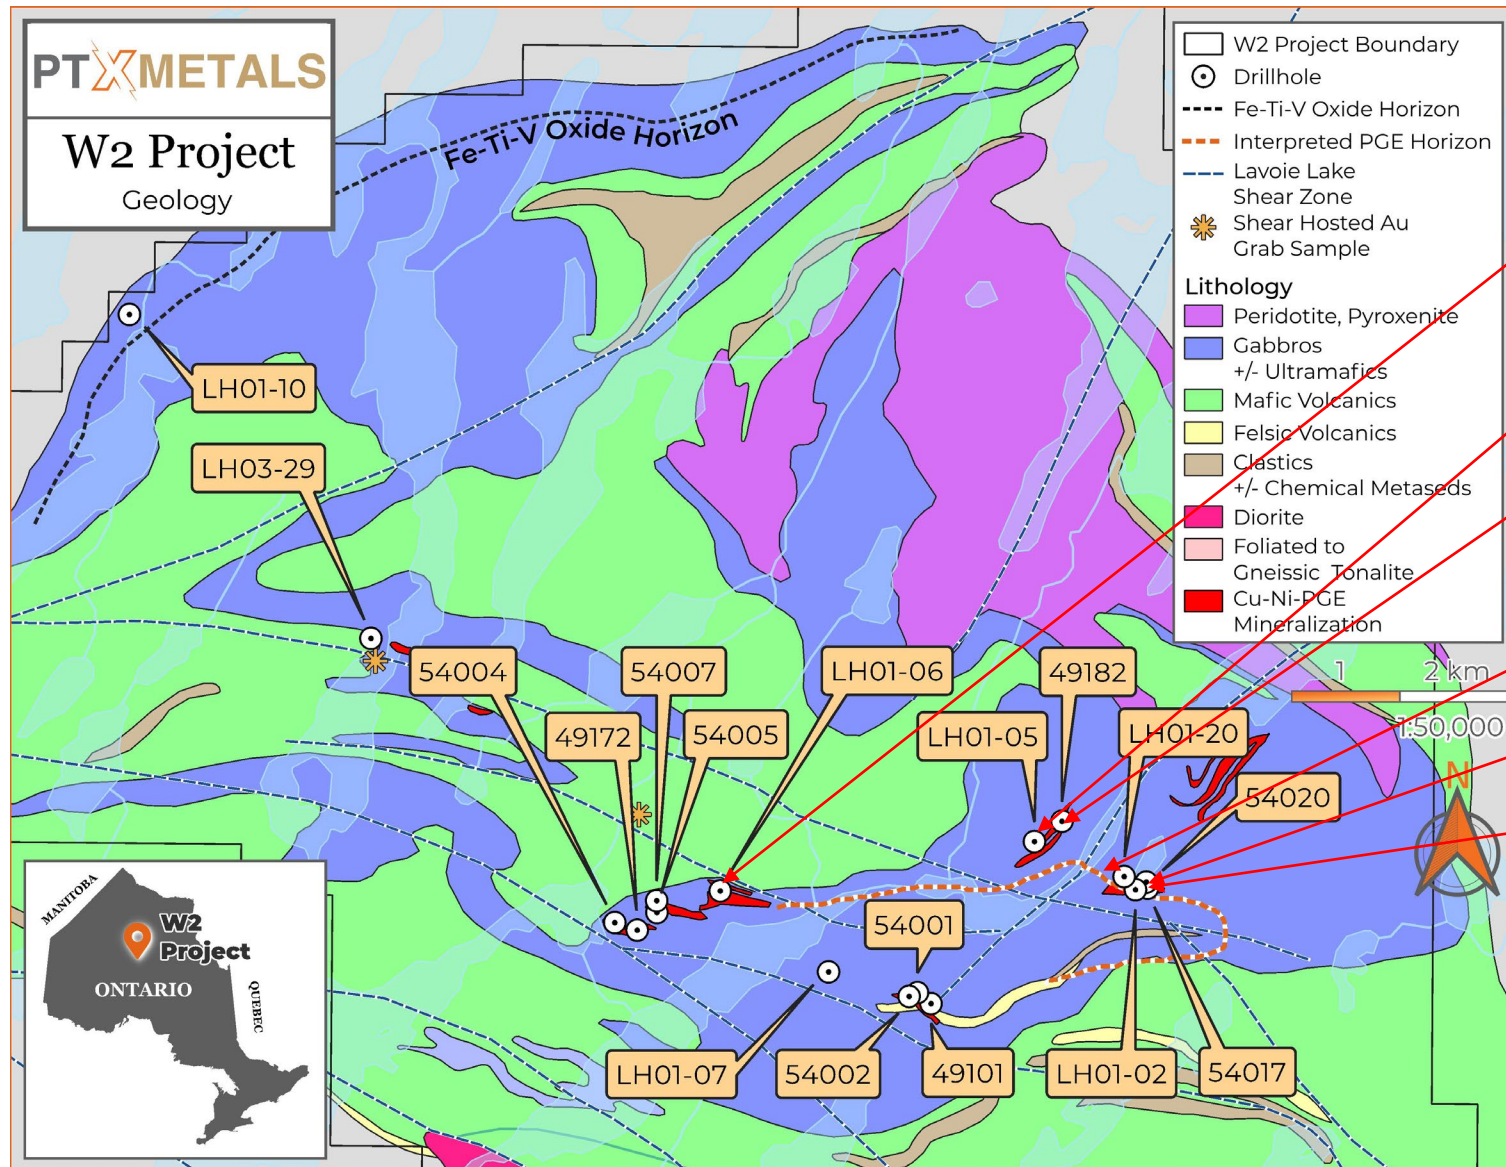 PTXMETALS
W2 Project
Geology
W2 Project Boundary
Drillhole
Fe-Ti-V Oxide Horizon
Interpreted PGE Horizon
Lavoie Lake
Shear Zone
Shear Hosted Au
Grab Sample
Lithology
Peridotite, Pyroxenite
Gabbros
+/- Ultramafics
Mafic Volcanics
Felsic Volcanics
Clastics
+/- Chemical Metaseds
Diorite
Foliated to
Gneissic Tonalite
Cu-Ni-PGE
Mineralization
Fe-Ti-V Oxide Horizon
LH01-10
LH03-29
54004
54007
LH01-06
49182
49172
54005
LH01-05
LH01-20
54020
1 2 km
1:50,000
N
54001
LH01-07
54002
49101
LH01-02
54017
MANITOBA
W2
Project
ONTARIO
QUEBEC